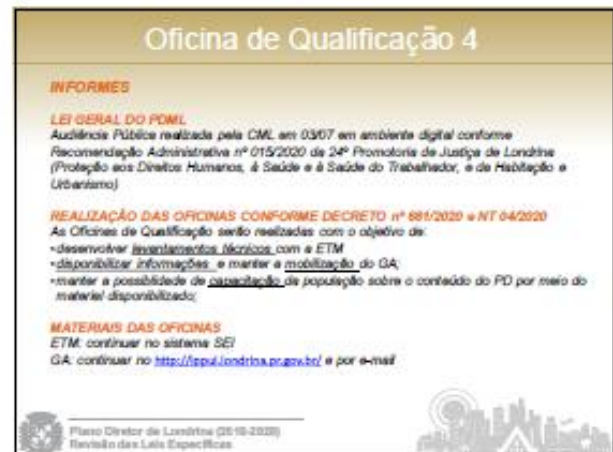 Oficina de Qualificação 4
INFORMES
LEI GERAL DO PDML
Audiência Pública realizada pela CML em 03/07 em ambiente digital conforme
Recomendação Administrativa nº 015/2020 da 24ª Promotoria de Justiça de Londrina
(Proteção aos Direitos Humanos, à Saúde e à Saúde do Trabalhador, e de Habitação e
Urbanismo)
REALIZAÇÃO DAS OFICINAS CONFORME DECRETO nº 681/2020 e NT 04/2020
As Oficinas de Qualificação serão realizadas com o objetivo de:
•desenvolver levantamentos técnicos com a ETM
•disponibilizar informações e manter a mobilização do GA;
•manter a possibilidade de capacitação da população sobre o conteúdo do PD por meio do
material disponibilizado;
MATERIAIS DAS OFICINAS
ETM: continuar no sistema SEI
GA: continuar no http://ippul.londrina.pr.gov.br/ e por e-mail
Plano Diretor de Londrina (2018-2028)
Revisão das Leis Específicas